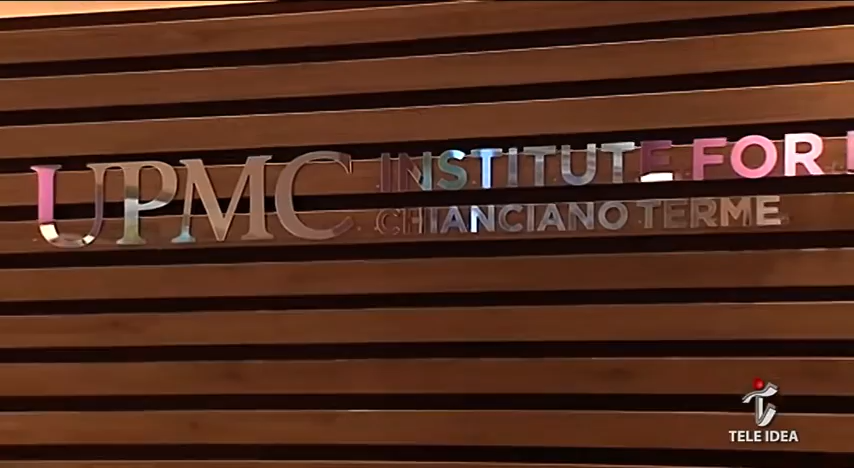 UPMC INSTITUTE FOR
CHIANCIANO TERME
TELE IDEA